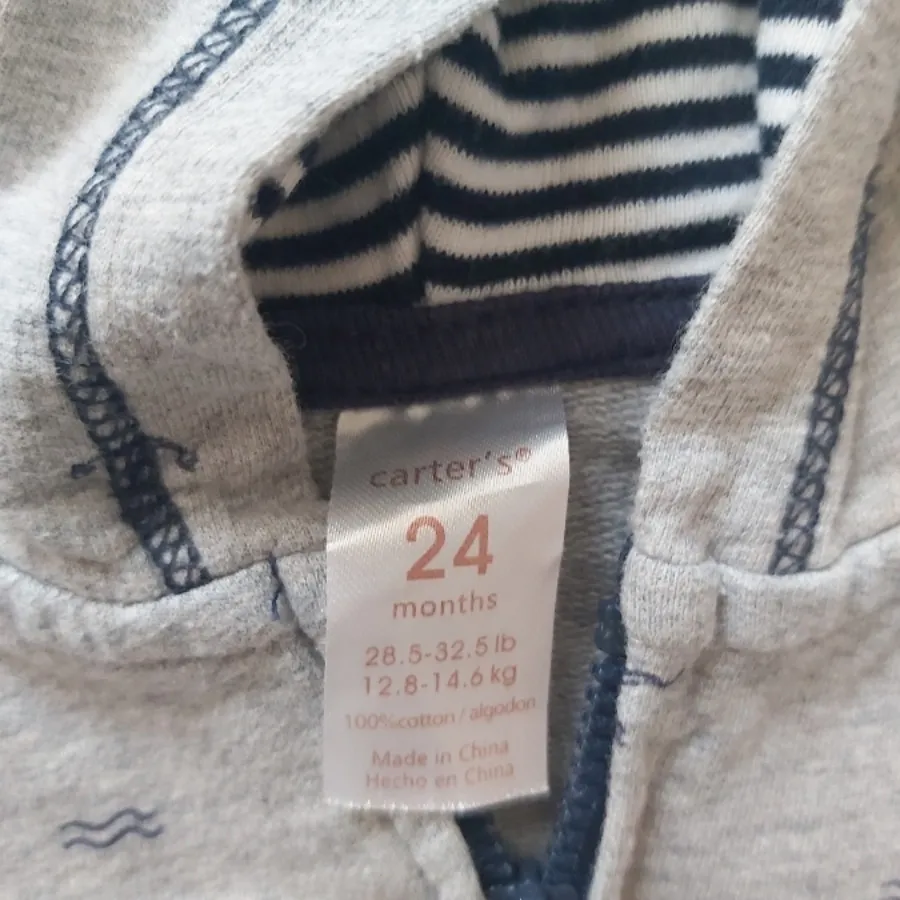 carter's®
24
months
28.5-32.5 lb
12.8-14.6 kg
100%cotton / algodon
Made in China
Hecho en China